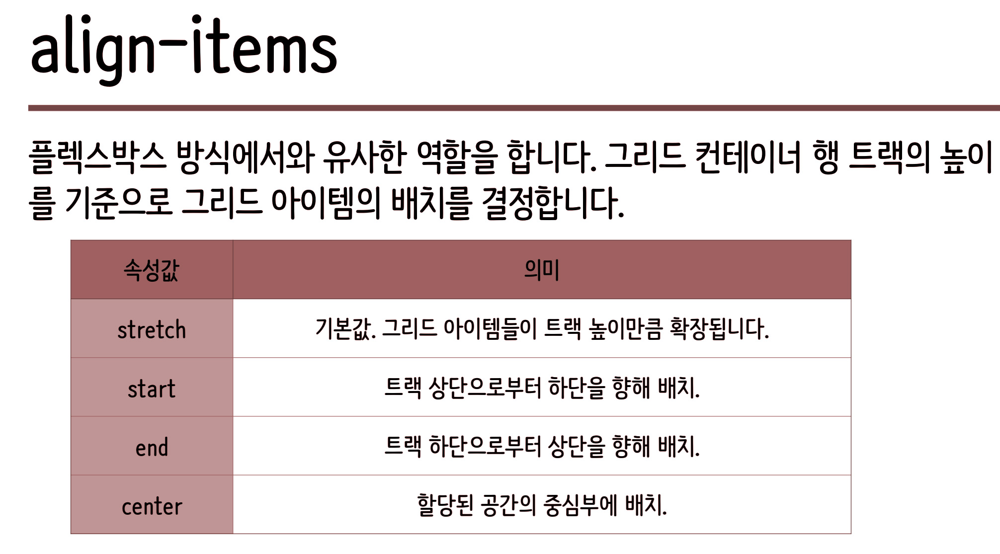 align-items
플렉스박스 방식에서와 유사한 역할을 합니다. 그리드 컨테이너 행 트랙의 높이
를 기준으로 그리드 아이템의 배치를 결정합니다.
속성값 의미
stretch 기본값. 그리드 아이템들이 트랙 높이만큼 확장됩니다.
start 트랙 상단으로부터 하단을 향해 배치.
end 트랙 하단으로부터 상단을 향해 배치.
center 할당된 공간의 중심부에 배치.